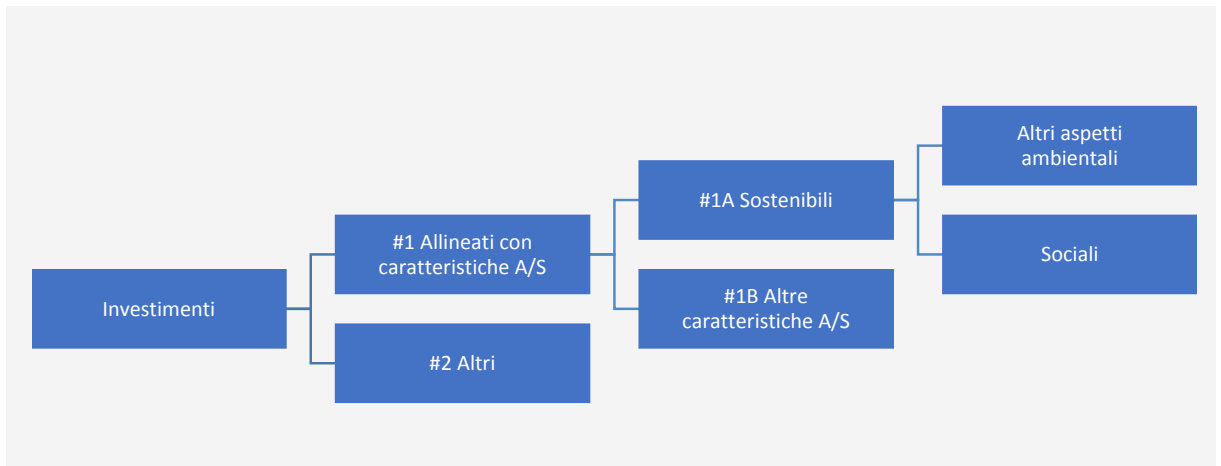 Altri aspetti
ambientali
#1A Sostenibili
#1 Allineati con
caratteristiche A/S
Sociali
Investimenti
#1B Altre
caratteristiche A/S
#2 Altri